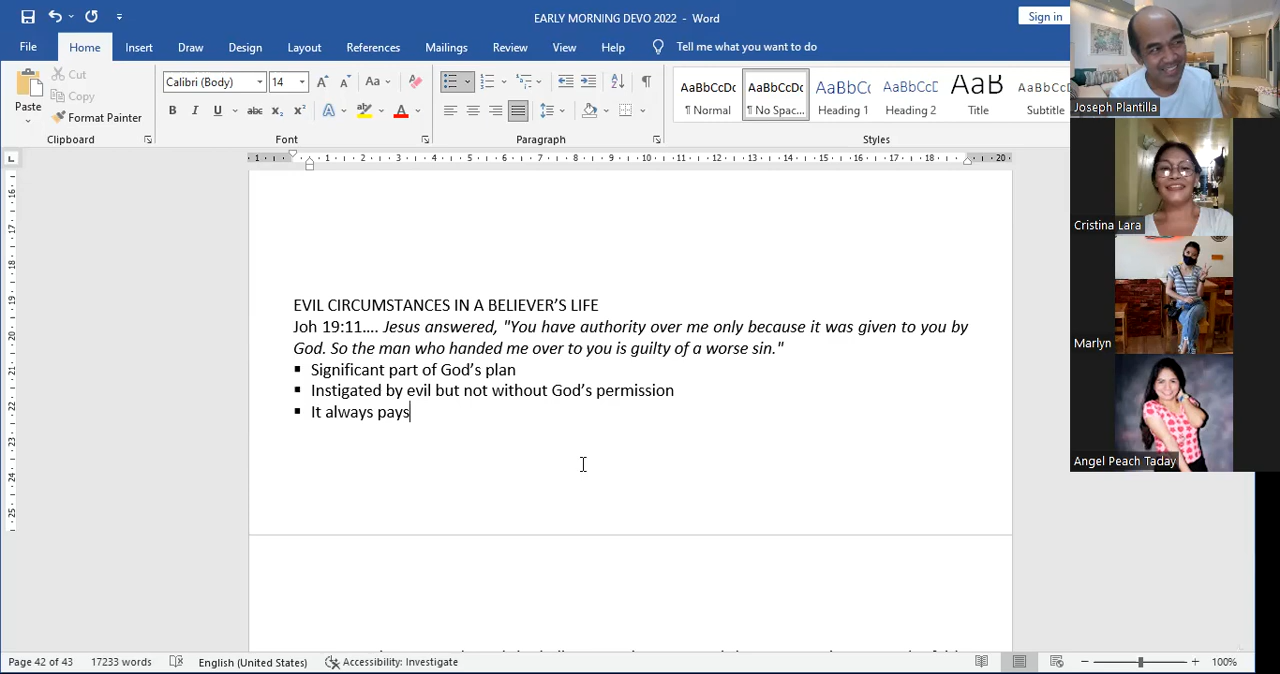 EARLY MORNING DEVO 2022 - Word
Sign in
File Home Insert Draw Design Layout References Mailings Review View Help Tell me what you want to do
Paste
Cut
Copy
Format Painter
Clipboard
Calibri (Body) 14
Font
Paragraph
AaBbCcDc ¶ Normal
AaBbCcDc ¶ No Spac...
AaBbCc Heading 1
AaBbCcD Heading 2
AaB Title
AaBbCcD Subtitle
Styles
Joseph Plantilla
Cristina Lara
Marlyn
Angel Peach Taday
EVIL CIRCUMSTANCES IN A BELIEVER'S LIFE
Joh 19:11.... Jesus answered, "You have authority over me only because it was given to you by
God. So the man who handed me over to you is guilty of a worse sin."
▪ Significant part of God's plan
▪ Instigated by evil but not without God's permission
▪ It always pays
Page 42 of 43 17233 words English (United States) Accessibility: Investigate 100%